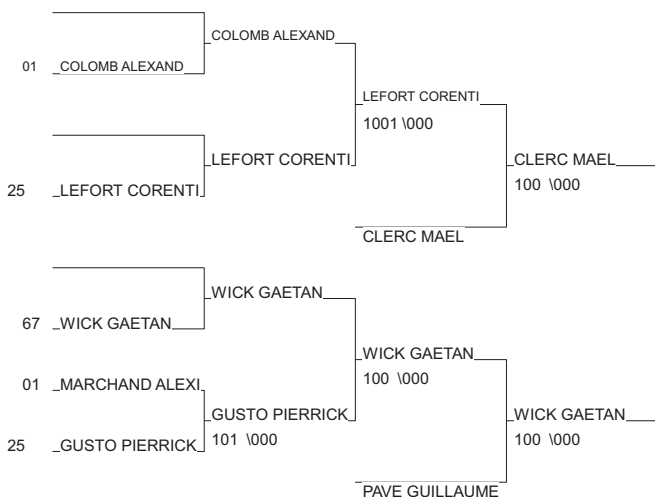 COLOMB ALEXAND
01 COLOMB ALEXAND
LEFORT CORENTI
1001 \000
LEFORT CORENTI
CLERC MAEL
100 \000
25 LEFORT CORENTI
CLERC MAEL
WICK GAETAN
67 WICK GAETAN
WICK GAETAN
100 \000
01 MARCHAND ALEXI
GUSTO PIERRICK
101 \000
WICK GAETAN
100 \000
25 GUSTO PIERRICK
PAVE GUILLAUME